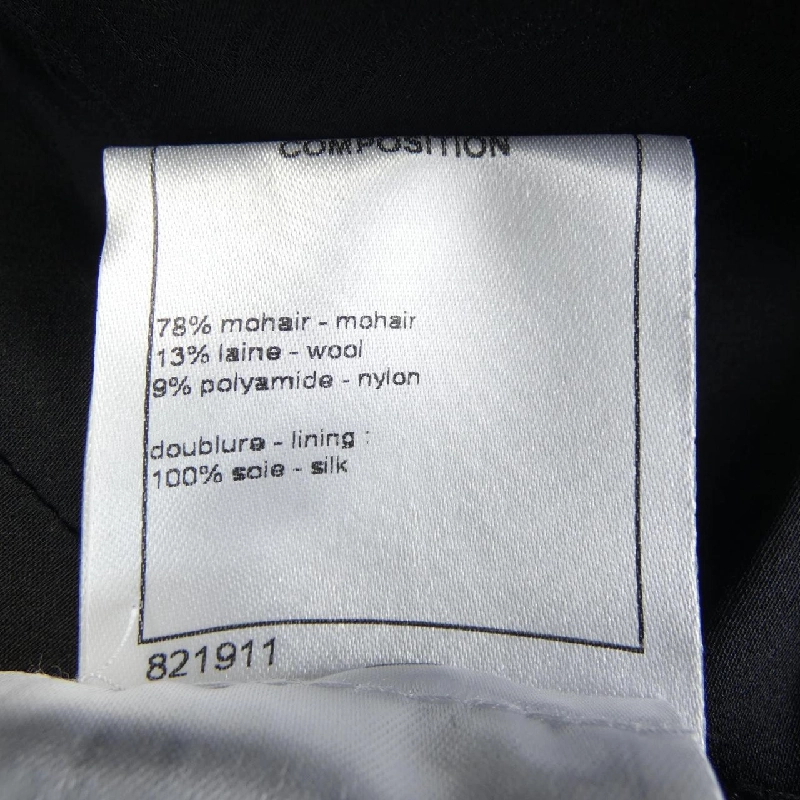 COMPOSITION
78% mohair - mohair
13% laine - wool
9% polyamide - nylon
doublure - lining :
100% soie - silk
821911